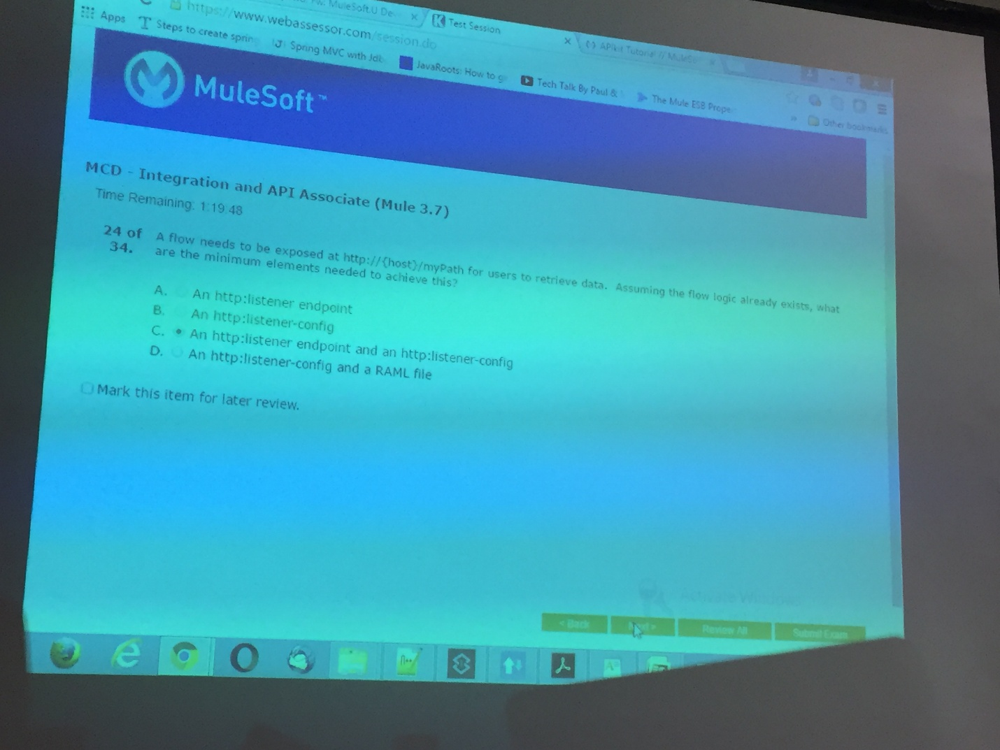 Fw: MuleSoft.U De
Test Session
APIkit Tutorial // MuleSo
https://www.webassessor.com/session.do
Apps
Steps to create sprin
Spring MVC with Jdb
JavaRoots: How to g
Tech Talk By Paul &
The Mule ESB Prope
Other bookmarks
MuleSoft™
MCD - Integration and API Associate (Mule 3.7)
Time Remaining: 1:19:48
24 of
34.
A flow needs to be exposed at http://{host}/myPath for users to retrieve data. Assuming the flow logic already exists, what
are the minimum elements needed to achieve this?
A. An http:listener endpoint
B. An http:listener-config
C. An http:listener endpoint and an http:listener-config
D. An http:listener-config and a RAML file
Mark this item for later review.
Activate Windows
< Back
Next >
Review All
Submit Exam